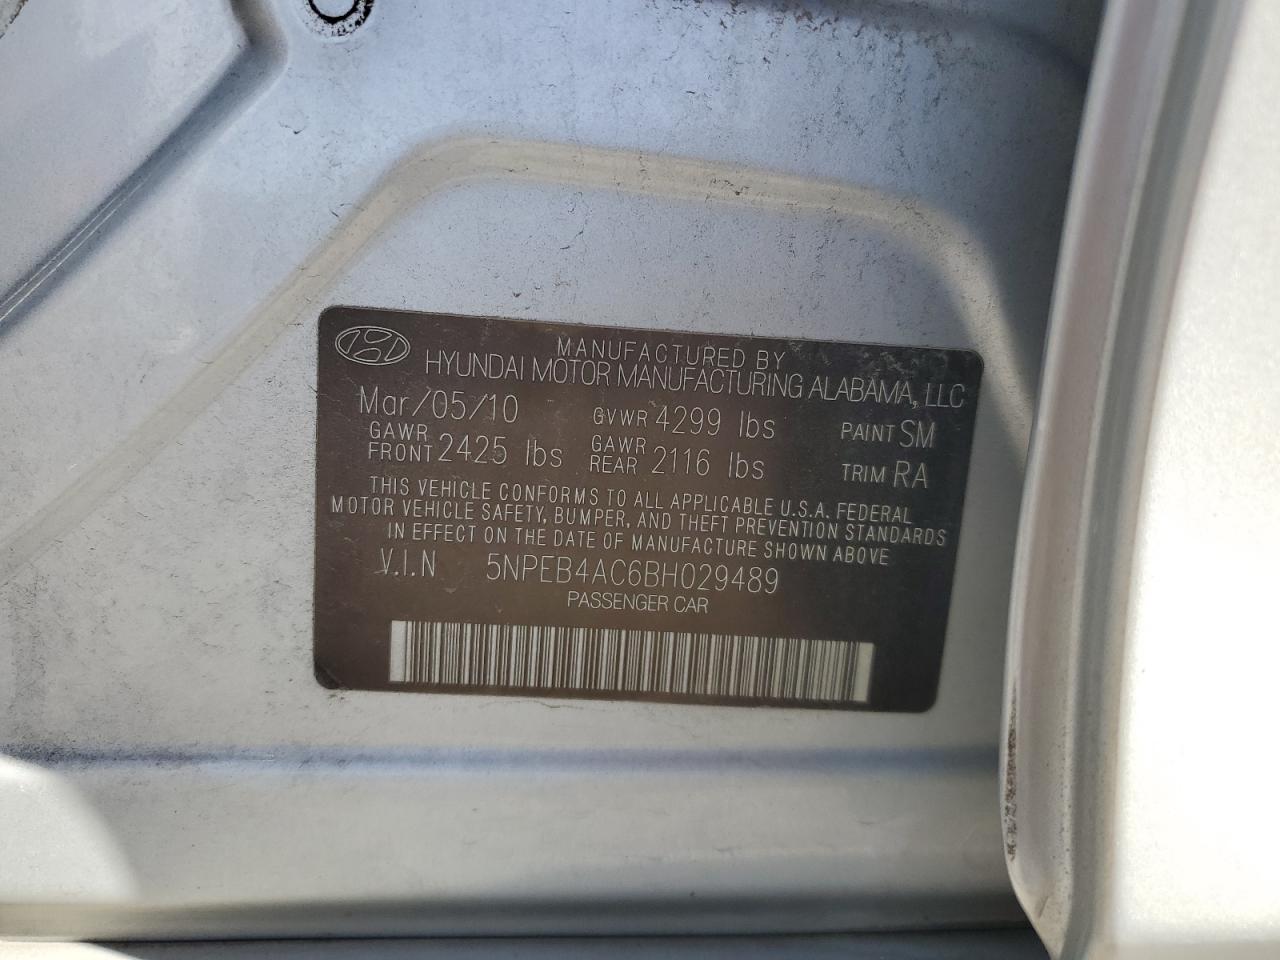 MANUFACTURED BY
HYUNDAI MOTOR MANUFACTURING ALABAMA, LLC
Mar/05/10 GVWR 4299 lbs PAINT SM
GAWR FRONT 2425 lbs GAWR REAR 2116 lbs TRIM RA
THIS VEHICLE CONFORMS TO ALL APPLICABLE U.S.A. FEDERAL
MOTOR VEHICLE SAFETY, BUMPER, AND THEFT PREVENTION STANDARDS
IN EFFECT ON THE DATE OF MANUFACTURE SHOWN ABOVE
V.I.N 5NPEB4AC6BH029489
PASSENGER CAR